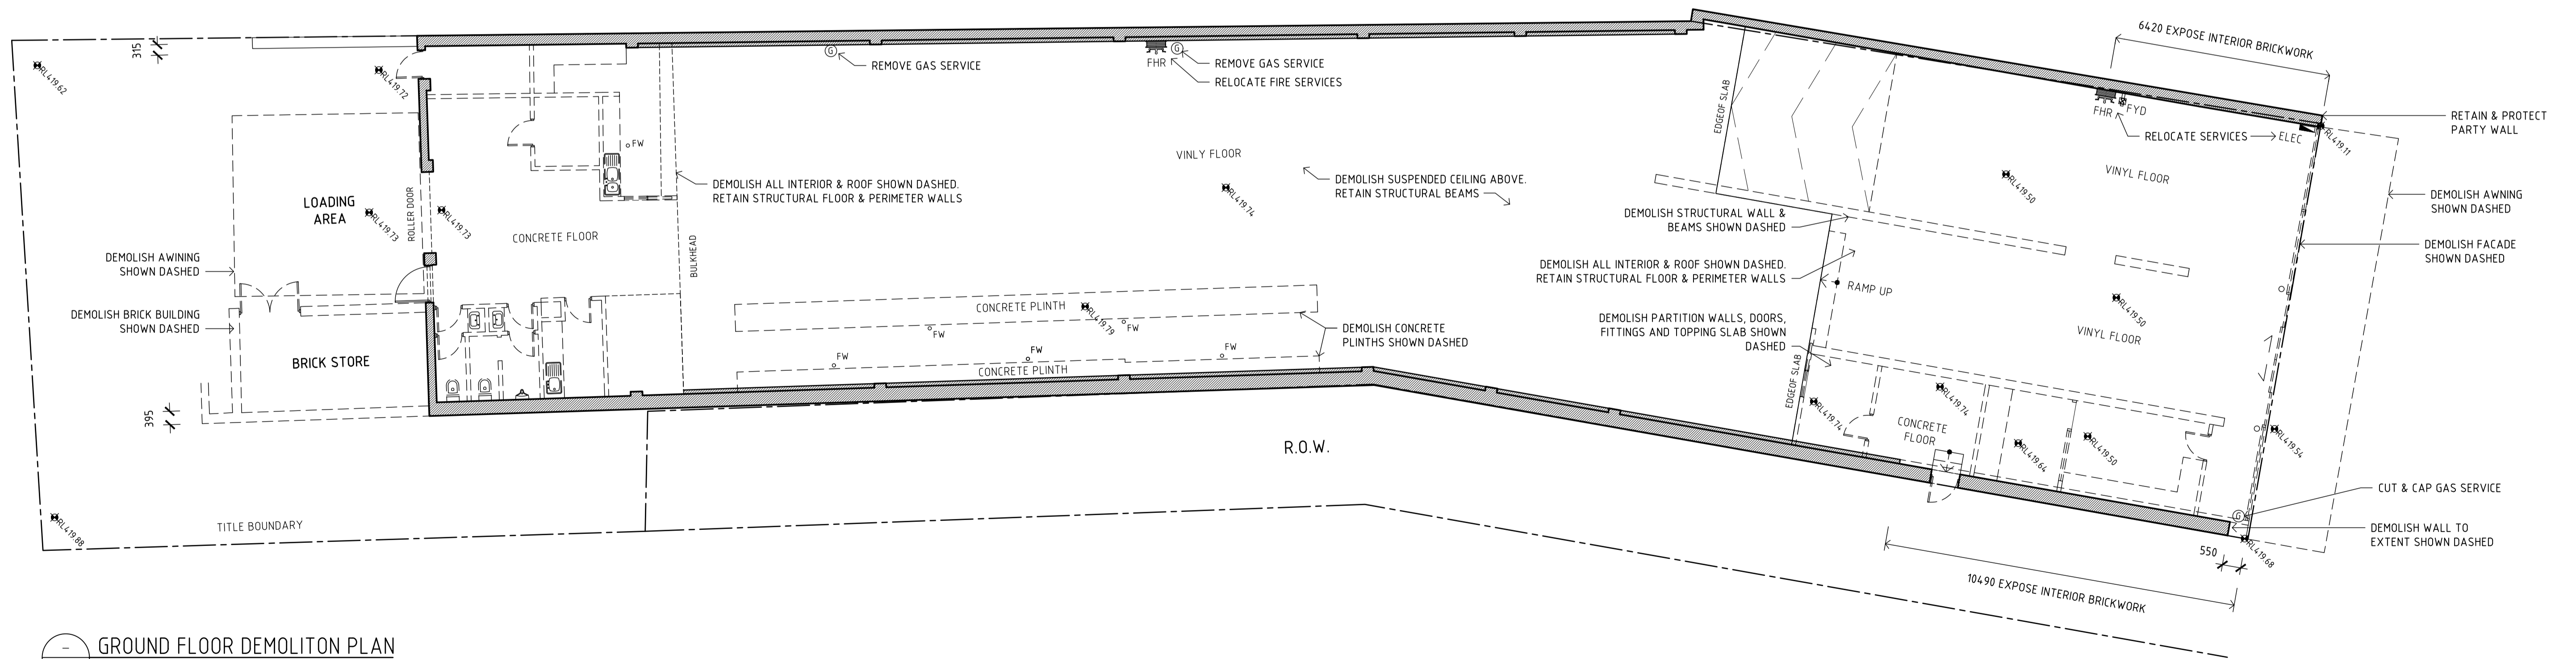 315
RL419.62
RL419.72
REMOVE GAS SERVICE
G
FHR
G
REMOVE GAS SERVICE
RELOCATE FIRE SERVICES
6420 EXPOSE INTERIOR BRICKWORK
EDGEOF SLAB
FHR
FYD
RELOCATE SERVICES
ELEC
RL419.11
RETAIN & PROTECT
PARTY WALL
FW
VINLY FLOOR
VINYL FLOOR
DEMOLISH ALL INTERIOR & ROOF SHOWN DASHED.
RETAIN STRUCTURAL FLOOR & PERIMETER WALLS
DEMOLISH SUSPENDED CEILING ABOVE.
RETAIN STRUCTURAL BEAMS
RL419.74
RL419.50
LOADING
AREA
RL419.73
ROLLER DOOR
RL419.73
CONCRETE FLOOR
BULKHEAD
DEMOLISH STRUCTURAL WALL &
BEAMS SHOWN DASHED
DEMOLISH AWNING
SHOWN DASHED
DEMOLISH FACADE
SHOWN DASHED
DEMOLISH AWINING
SHOWN DASHED
DEMOLISH ALL INTERIOR & ROOF SHOWN DASHED.
RETAIN STRUCTURAL FLOOR & PERIMETER WALLS
RAMP UP
RL419.50
VINYL FLOOR
DEMOLISH BRICK BUILDING
SHOWN DASHED
CONCRETE PLINTH
RL419.79
FW
FW
DEMOLISH CONCRETE
PLINTHS SHOWN DASHED
DEMOLISH PARTITION WALLS, DOORS,
FITTINGS AND TOPPING SLAB SHOWN
DASHED
BRICK STORE
FW
FW
FW
CONCRETE PLINTH
EDGEOF SLAB
RL419.74
RL419.74
CONCRETE
FLOOR
RL419.64
RL419.50
RL419.54
395
R.O.W.
G
CUT & CAP GAS SERVICE
RL419.88
TITLE BOUNDARY
DEMOLISH WALL TO
EXTENT SHOWN DASHED
550
RL419.68
10490 EXPOSE INTERIOR BRICKWORK
- GROUND FLOOR DEMOLITON PLAN